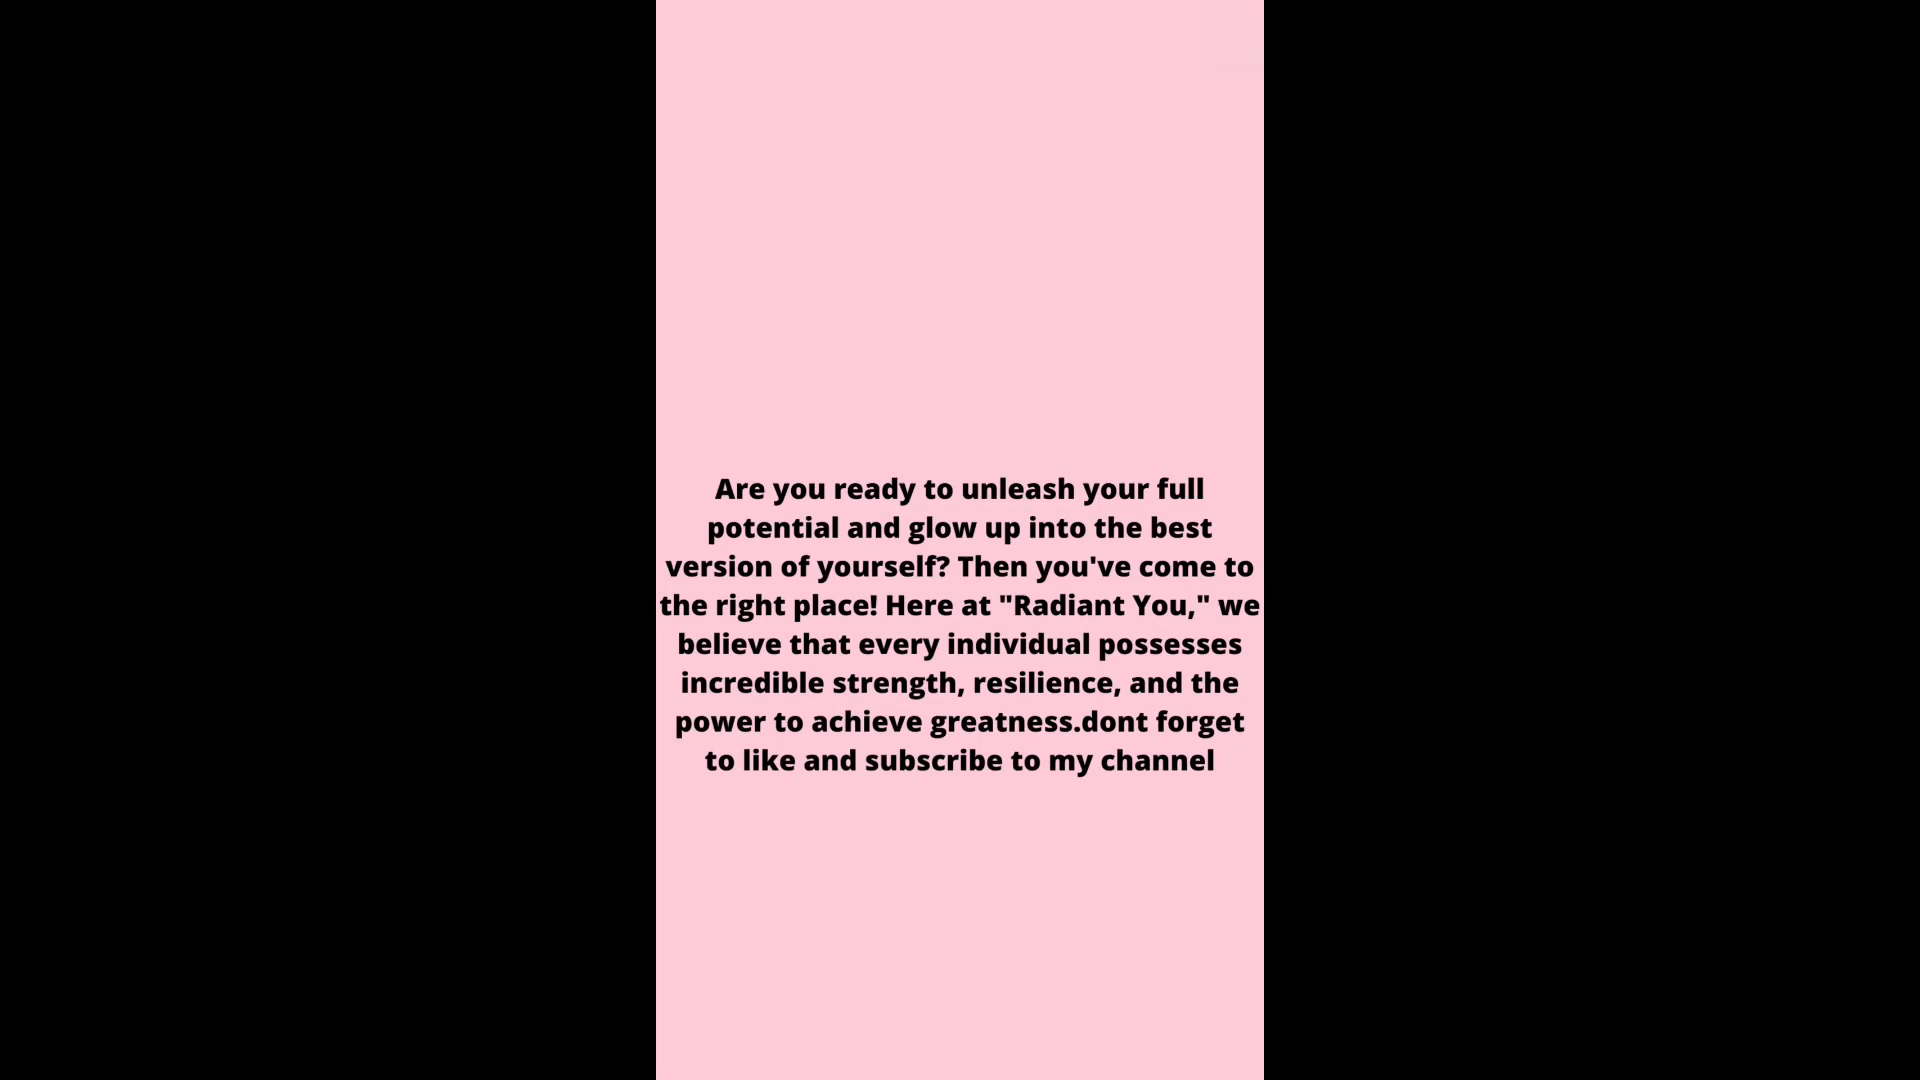 Are you ready to unleash your full
potential and glow up into the best
version of yourself? Then you've come to
the right place! Here at "Radiant You," we
believe that every individual possesses
incredible strength, resilience, and the
power to achieve greatness.dont forget
to like and subscribe to my channel